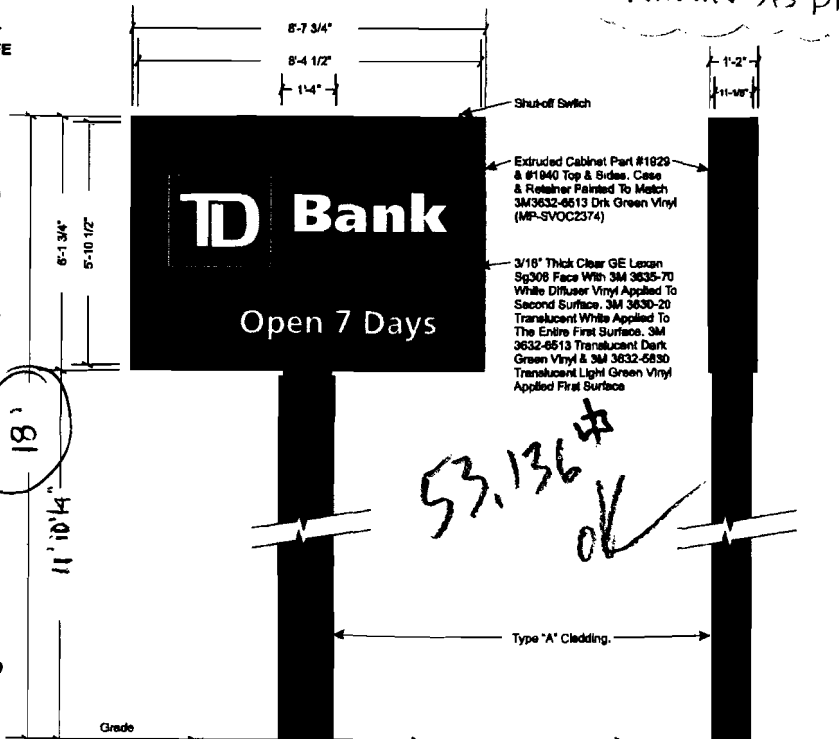 8'-7 3/4"
8'-4 1/2"
1'-4"
1'-2"
11-1/8"
Shut-off Switch
Extruded Cabinet Part #1929
& #1940 Top & Sides. Case
& Retainer Painted To Match
3M3632-6513 Drk Green Vinyl
(MP-SVOC2374)
6'-1 3/4"
5'-10 1/2"
TD Bank
Open 7 Days
3/16" Thick Clear GE Lexan
Sg306 Face With 3M 3635-70
White Diffuser Vinyl Applied To
Second Surface. 3M 3630-20
Translucent White Applied To
The Entire First Surface. 3M
3632-6513 Translucent Dark
Green Vinyl & 3M 3632-5830
Translucent Light Green Vinyl
Applied First Surface
18'
11' 10 1/4"
53.136
OK
Type "A" Cladding.
Grade